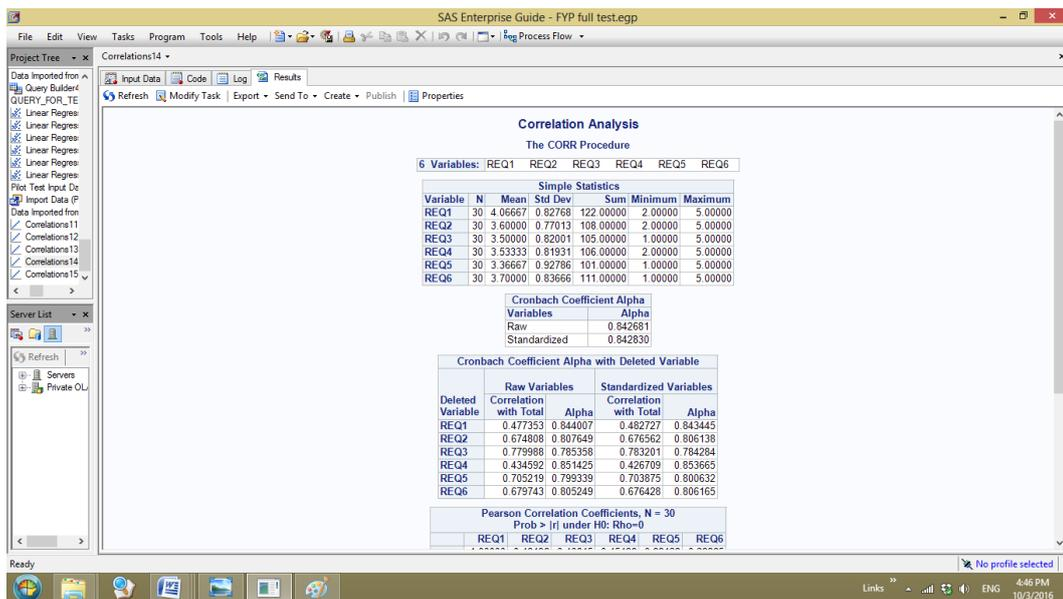 SAS Enterprise Guide - FYP full test.egp
File Edit View Tasks Program Tools Help Process Flow
Project Tree
Correlations14
Data Imported from
Query Builder4
QUERY_FOR_TE
Linear Regres
Linear Regres
Linear Regres
Linear Regres
Linear Regres
Linear Regres
Pilot Test Input Da
Import Data (P
Data Imported from
Correlations11
Correlations12
Correlations13
Correlations14
Correlations15
Server List
Refresh
Servers
Private OL
Input Data Code Log Results
Refresh Modify Task Export Send To Create Publish Properties
Correlation Analysis
The CORR Procedure
6 Variables: REQ1 REQ2 REQ3 REQ4 REQ5 REQ6
Simple Statistics
Variable N Mean Std Dev Sum Minimum Maximum
REQ1 30 4.06667 0.82768 122.00000 2.00000 5.00000
REQ2 30 3.60000 0.77013 108.00000 2.00000 5.00000
REQ3 30 3.50000 0.82001 105.00000 1.00000 5.00000
REQ4 30 3.53333 0.81931 106.00000 2.00000 5.00000
REQ5 30 3.36667 0.92786 101.00000 1.00000 5.00000
REQ6 30 3.70000 0.83666 111.00000 1.00000 5.00000
Cronbach Coefficient Alpha
Variables Alpha
Raw 0.842681
Standardized 0.842830
Cronbach Coefficient Alpha with Deleted Variable
Raw Variables Standardized Variables
Deleted Variable Correlation with Total Alpha Correlation with Total Alpha
REQ1 0.477353 0.844007 0.482727 0.843445
REQ2 0.674808 0.807649 0.676562 0.806138
REQ3 0.779988 0.785358 0.783201 0.784284
REQ4 0.434592 0.851425 0.426709 0.853665
REQ5 0.705219 0.799339 0.703875 0.800632
REQ6 0.679743 0.805249 0.676428 0.806165
Pearson Correlation Coefficients, N = 30
Prob > |r| under H0: Rho=0
REQ1 REQ2 REQ3 REQ4 REQ5 REQ6
Ready
No profile selected
Links ENG 4:46 PM
10/3/2016